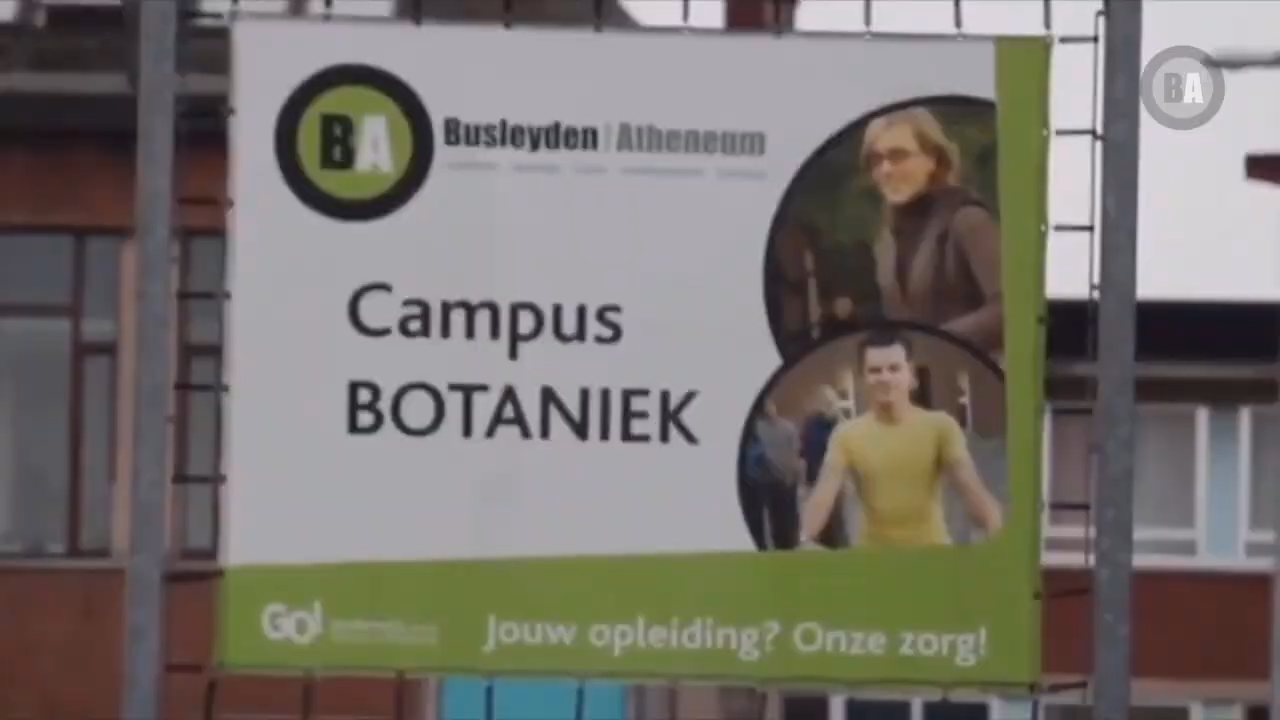 BA
BA
Busleyden | Atheneum
Campus
BOTANIEK
GO!
Jouw opleiding? Onze zorg!